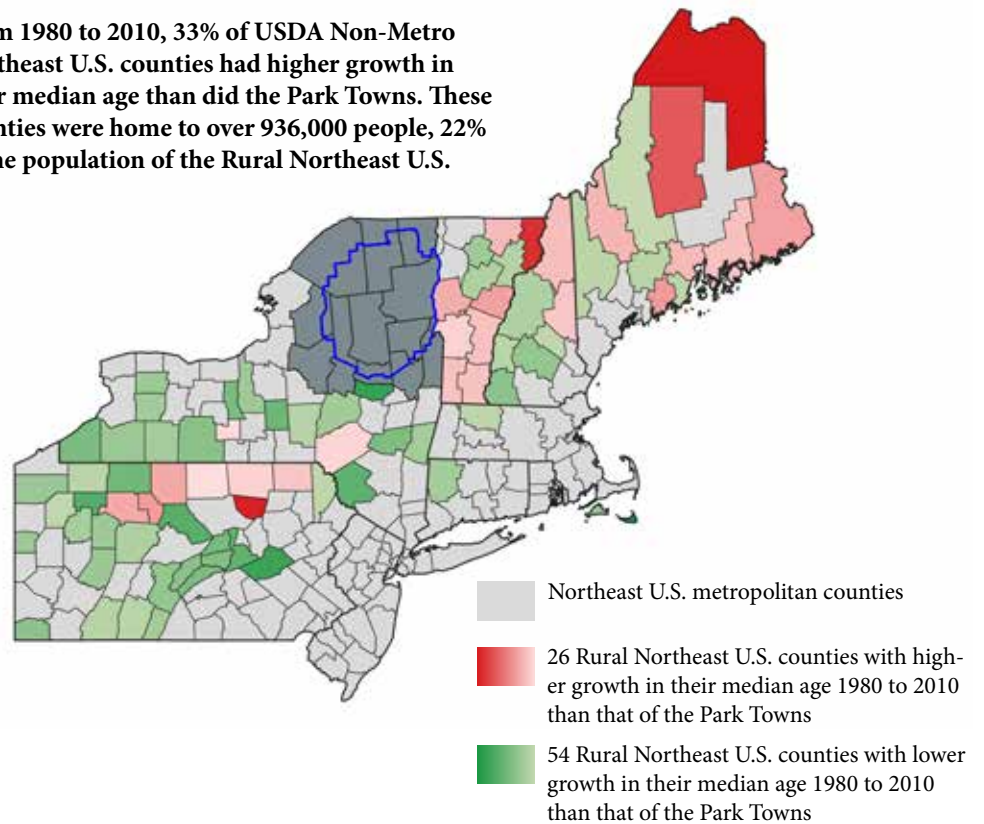 m 1980 to 2010, 33% of USDA Non-Metro
theast U.S. counties had higher growth in
r median age than did the Park Towns. These
nties were home to over 936,000 people, 22%
he population of the Rural Northeast U.S.
Northeast U.S. metropolitan counties
26 Rural Northeast U.S. counties with high-
er growth in their median age 1980 to 2010
than that of the Park Towns
54 Rural Northeast U.S. counties with lower
growth in their median age 1980 to 2010
than that of the Park Towns